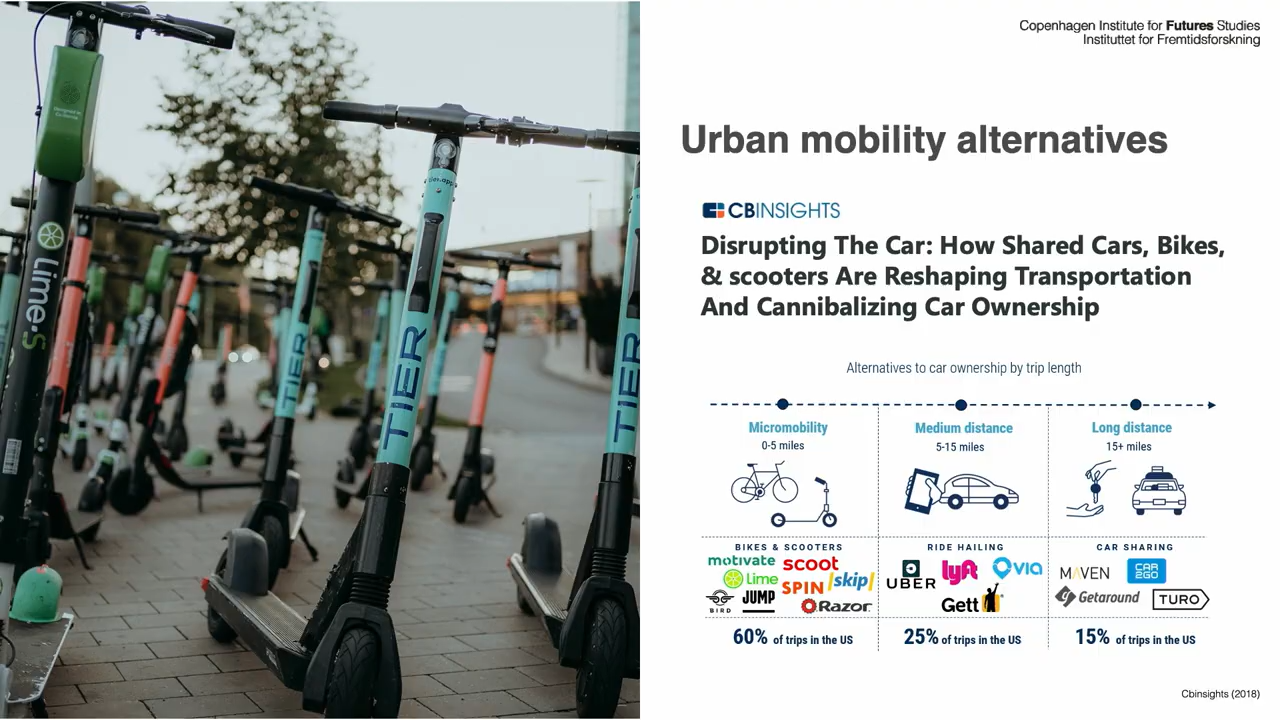 Lime-S
TIER
TIER
TIER
Copenhagen Institute for Futures Studies
Instituttet for Fremtidsforskning
Urban mobility alternatives
CBINSIGHTS
Disrupting The Car: How Shared Cars, Bikes,
& scooters Are Reshaping Transportation
And Cannibalizing Car Ownership
Alternatives to car ownership by trip length
Micromobility
0-5 miles
Medium distance
5-15 miles
Long distance
15+ miles
BIKES & SCOOTERS
motivate
scoot
Lime
SPIN
skip
BIRD
JUMP
Razor
RIDE HAILING
UBER
lyft
via
Gett
CAR SHARING
MAVEN
CAR
2GO
Getaround
TURO
60% of trips in the US
25% of trips in the US
15% of trips in the US
Cbinsights (2018)